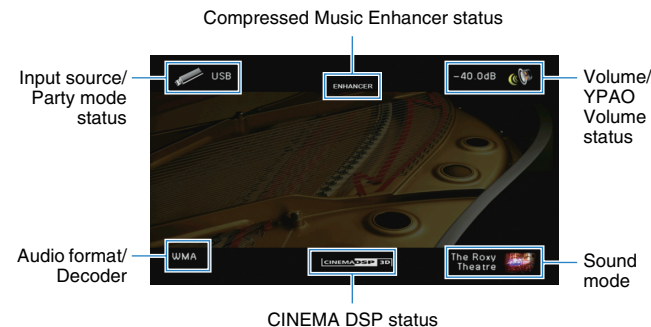 Compressed Music Enhancer status
Input source/
Party mode
status
USB
ENHANCER
-40.0dB
Volume/
YPAO
Volume
status
Audio format/
Decoder
WMA
CINEMA DSP 3D
The Roxy
Theatre
Sound
mode
CINEMA DSP status